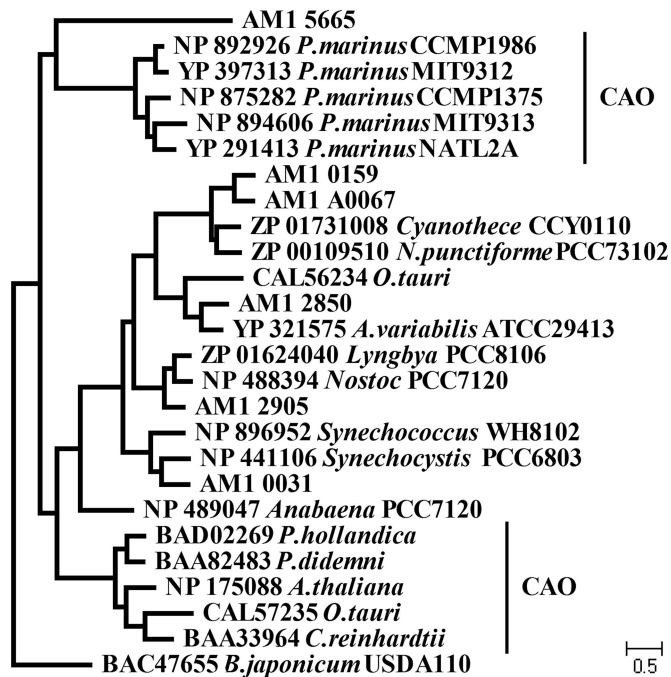 AM1 5665
NP 892926 P.marinus CCMP1986
YP 397313 P.marinus MIT9312
NP 875282 P.marinus CCMP1375
CAO
NP 894606 P.marinus MIT9313
YP 291413 P.marinus NATL2A
AM1 0159
AM1 A0067
ZP 01731008 Cyanothece CCY0110
ZP 00109510 N.punctiforme PCC73102
CAL56234 O.tauri
AM1 2850
YP 321575 A.variabilis ATCC29413
ZP 01624040 Lyngbya PCC8106
NP 488394 Nostoc PCC7120
AM1 2905
NP 896952 Synechococcus WH8102
NP 441106 Synechocystis PCC6803
AM1 0031
NP 489047 Anabaena PCC7120
BAD02269 P.hollandica
BAA82483 P.didemni
NP 175088 A.thaliana
CAO
CAL57235 O.tauri
BAA33964 C.reinhardtii
BAC47655 B.japonicum USDA110
0.5